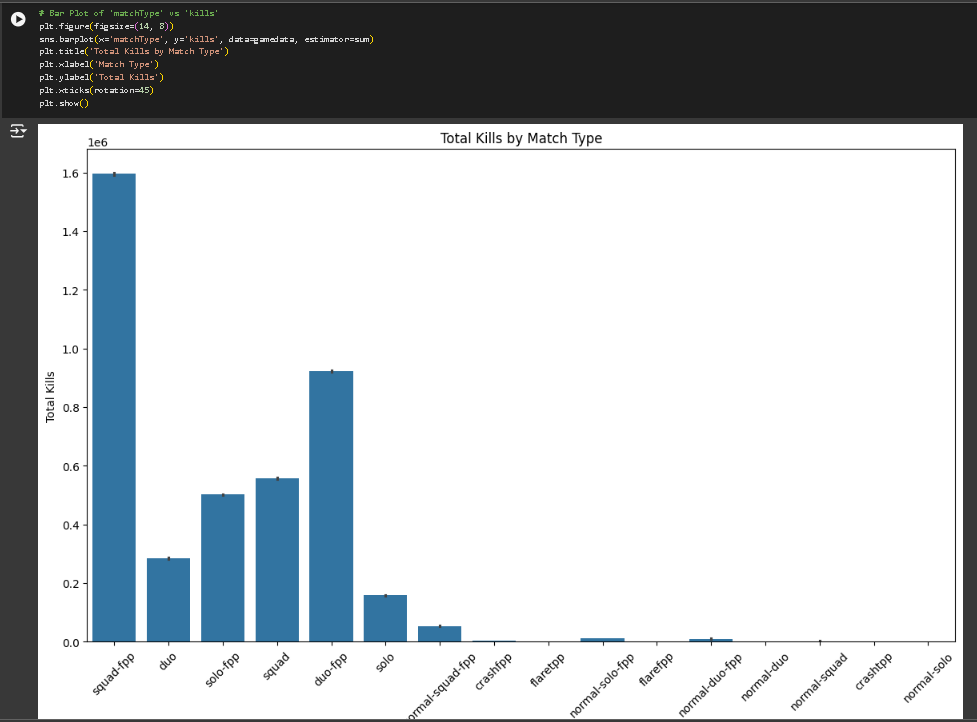 # Bar Plot of 'matchType' vs 'kills'
plt.figure(figsize=(14, 8))
sns.barplot(x='matchType', y='kills', data=gamedata, estimator=sum)
plt.title('Total Kills by Match Type')
plt.xlabel('Match Type')
plt.ylabel('Total Kills')
plt.xticks(rotation=45)
plt.show()
Total Kills by Match Type
1e6
1.6
1.4
1.2
1.0
0.8
0.6
0.4
0.2
0.0
Total Kills
squad-fpp
duo
solo-fpp
squad
duo-fpp
solo
ormal-squad-fpp
crashfpp
flaretpp
normal-solo-fpp
flarefpp
normal-duo-fpp
normal-duo
normal-squad
crashtpp
normal-solo